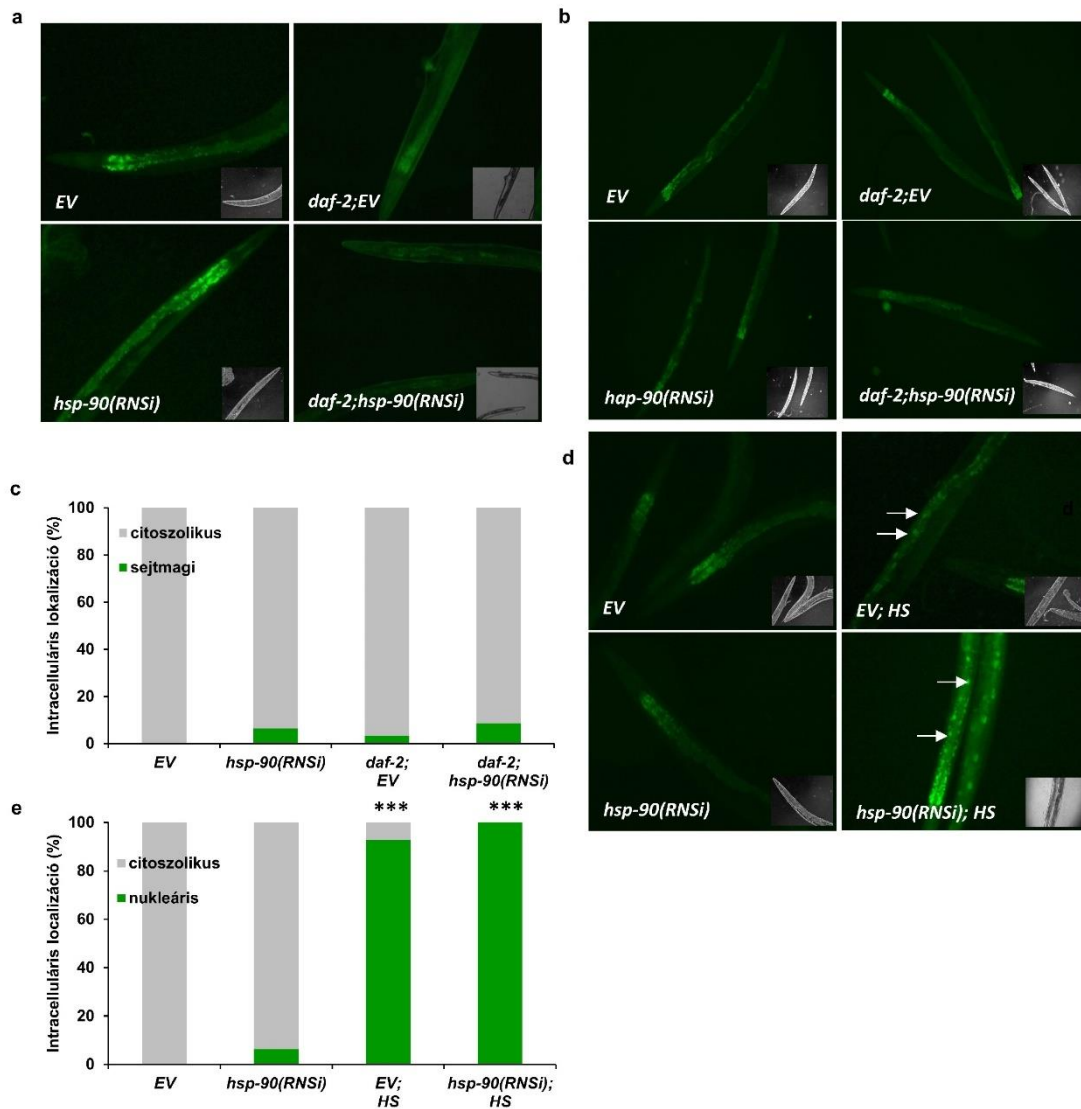 a
EV
daf-2;EV
hsp-90(RNSi)
daf-2;hsp-90(RNSi)
b
EV
daf-2;EV
hap-90(RNSi)
daf-2;hsp-90(RNSi)
c
Intracelluláris lokalizáció (%)
100
80
60
40
20
0
citoszolikus
sejtmagi
EV
hsp-90(RNSi)
daf-2;
EV
daf-2;
hsp-90(RNSi)
d
d
EV
EV; HS
hsp-90(RNSi)
hsp-90(RNSi); HS
e
Intracelluláris localizáció (%)
100
80
60
40
20
0
citoszolikus
nukleáris
***
***
EV
hsp-90(RNSi)
EV;
HS
hsp-90(RNSi);
HS